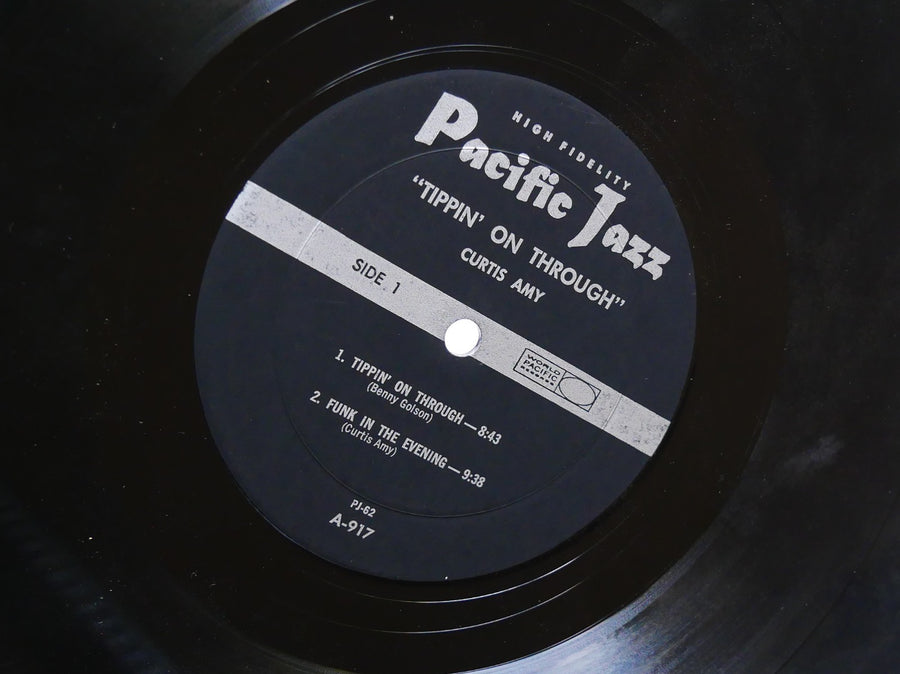 HIGH FIDELITY
Pacific Jazz
"TIPPIN' ON THROUGH"
CURTIS AMY
SIDE 1
WORLD
PACIFIC
RECORDS
1. TIPPIN' ON THROUGH — 8:43
(Benny Golson)
2. FUNK IN THE EVENING — 9:38
(Curtis Amy)
PJ-62
A-917